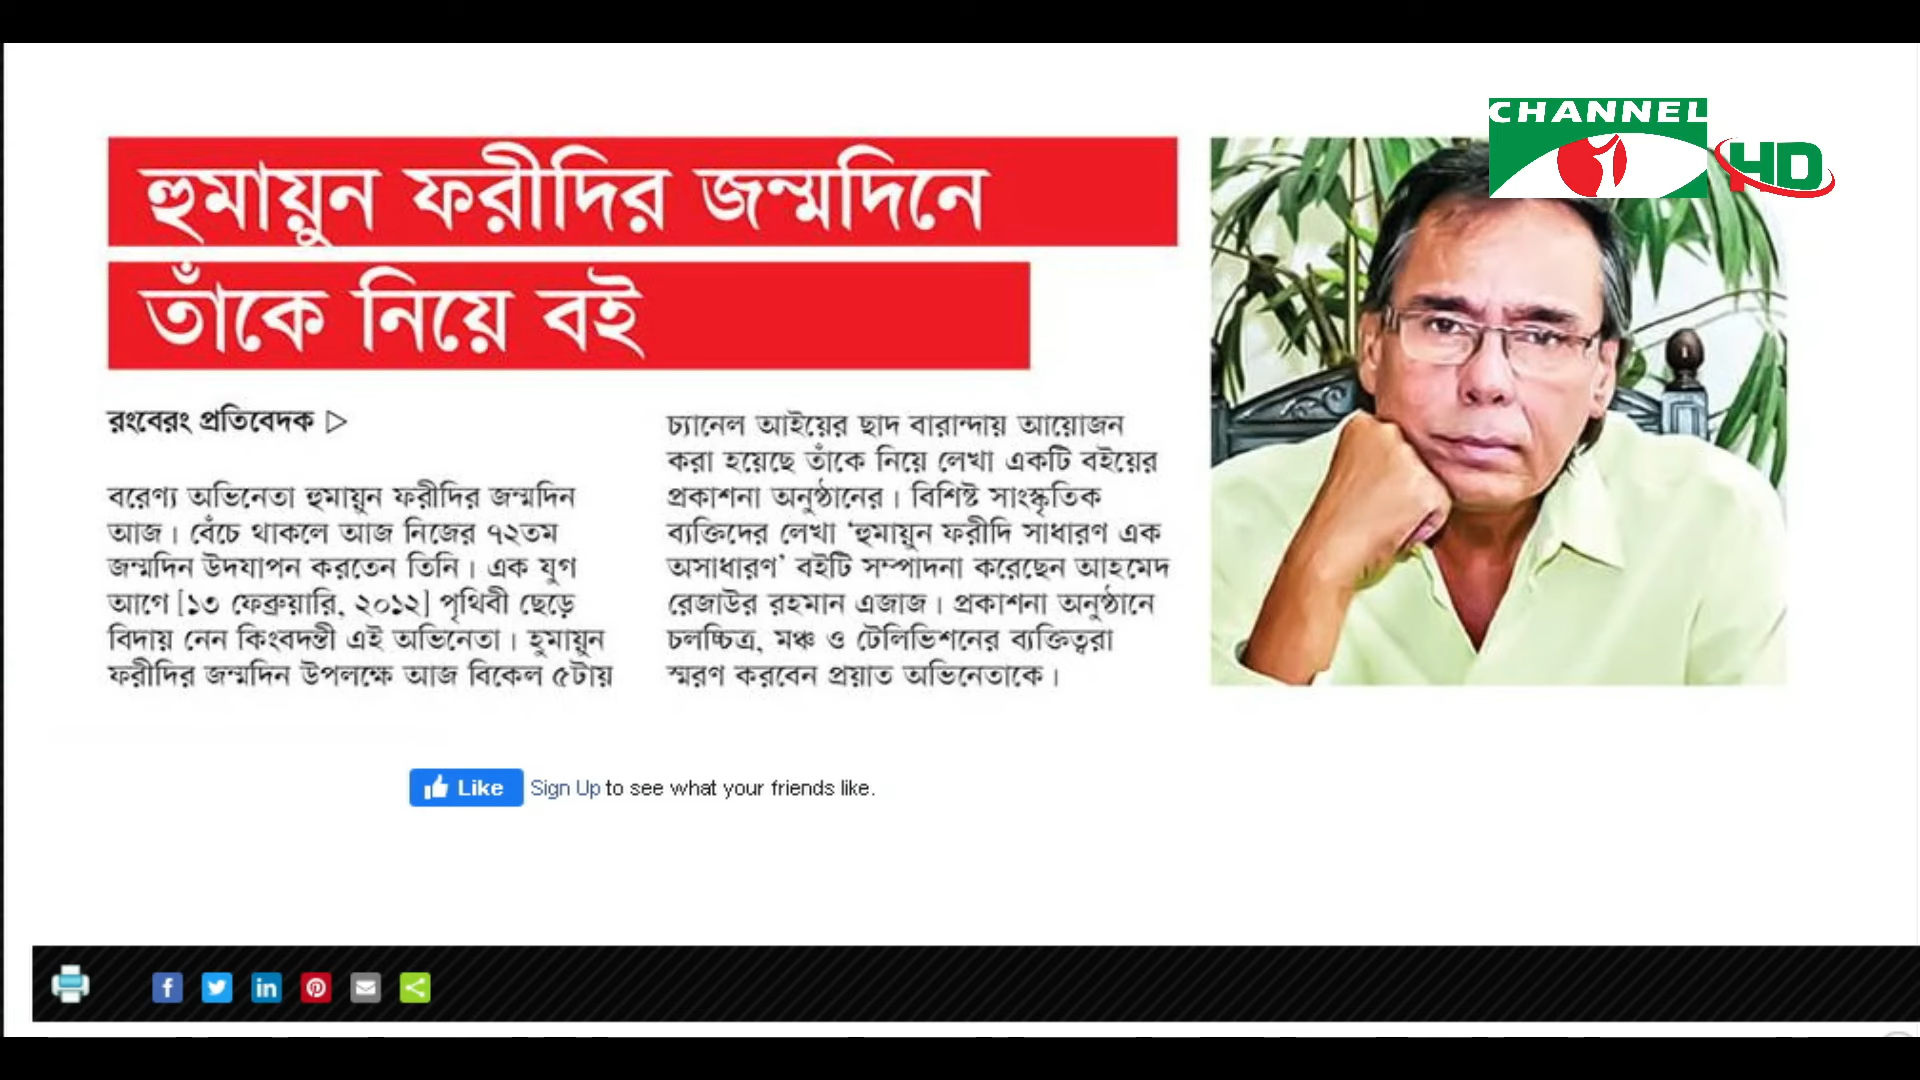 CHANNEL
HD
হুমায়ুন ফরীদির জন্মদিনে
তাঁকে নিয়ে বই
রংবেরং প্রতিবেদক
বরেণ্য অভিনেতা হুমায়ুন ফরীদির জন্মদিন
আজ। বেঁচে থাকলে আজ নিজের ৭২তম
জন্মদিন উদযাপন করতেন তিনি। এক যুগ
আগে [১৩ ফেব্রুয়ারি, ২০১২] পৃথিবী ছেড়ে
বিদায় নেন কিংবদন্তী এই অভিনেতা। হুমায়ুন
ফরীদির জন্মদিন উপলক্ষে আজ বিকেল ৫টায়
চ্যানেল আইয়ের ছাদ বারান্দায় আয়োজন
করা হয়েছে তাঁকে নিয়ে লেখা একটি বইয়ের
প্রকাশনা অনুষ্ঠানের। বিশিষ্ট সাংস্কৃতিক
ব্যক্তিদের লেখা ‘হুমায়ুন ফরীদি সাধারণ এক
অসাধারণ’ বইটি সম্পাদনা করেছেন আহমেদ
রেজাউর রহমান এজাজ। প্রকাশনা অনুষ্ঠানে
চলচ্চিত্র, মঞ্চ ও টেলিভিশনের ব্যক্তিত্বরা
স্মরণ করবেন প্রয়াত অভিনেতাকে।
Like Sign Up to see what your friends like.